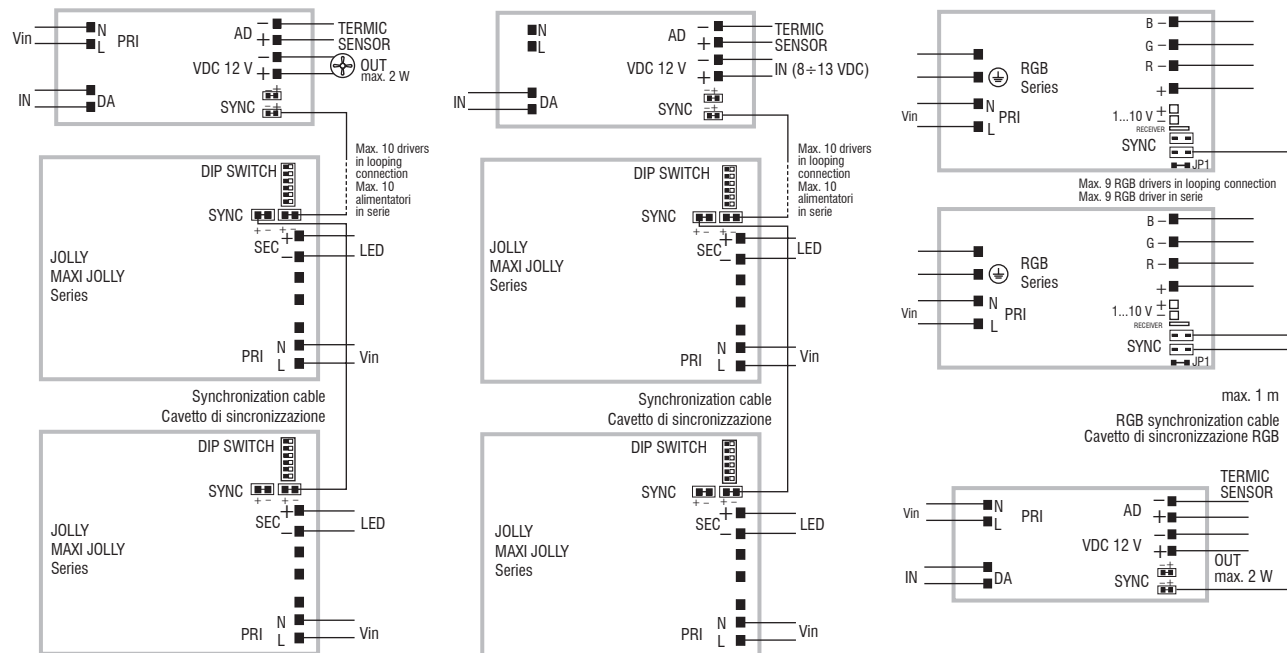 Vin
N
L
PRI
IN
DA
AD
−
+
TERMIC
SENSOR
VDC 12 V
−
+
OUT
max. 2 W
− +
SYNC
− +
Max. 10 drivers
in looping
connection
Max. 10
alimentatori
in serie
DIP SWITCH
SYNC
+ − + −
SEC
+
−
LED
JOLLY
MAXI JOLLY
Series
PRI
N
L
Vin
Synchronization cable
Cavetto di sincronizzazione
DIP SWITCH
SYNC
+ − + −
SEC
+
−
LED
JOLLY
MAXI JOLLY
Series
PRI
N
L
Vin
N
L
IN
DA
AD
−
+
TERMIC
SENSOR
VDC 12 V
−
+
IN (8÷13 VDC)
− +
SYNC
− +
Max. 10 drivers
in looping
connection
Max. 10
alimentatori
in serie
DIP SWITCH
SYNC
+ − + −
SEC
+
−
LED
JOLLY
MAXI JOLLY
Series
PRI
N
L
Vin
Synchronization cable
Cavetto di sincronizzazione
DIP SWITCH
SYNC
+ − + −
SEC
+
−
LED
JOLLY
MAXI JOLLY
Series
PRI
N
L
Vin
B −
G −
R −
+
RGB
Series
Vin
N
PRI
L
1...10 V
+
−
RECEIVER
SYNC
JP1
Max. 9 RGB drivers in looping connection
Max. 9 RGB driver in serie
B −
G −
R −
+
RGB
Series
Vin
N
PRI
L
1...10 V
+
−
RECEIVER
SYNC
JP1
max. 1 m
RGB synchronization cable
Cavetto di sincronizzazione RGB
TERMIC
SENSOR
Vin
N
L
PRI
AD
−
+
VDC 12 V
−
+
OUT
max. 2 W
IN
DA
− +
SYNC
− +